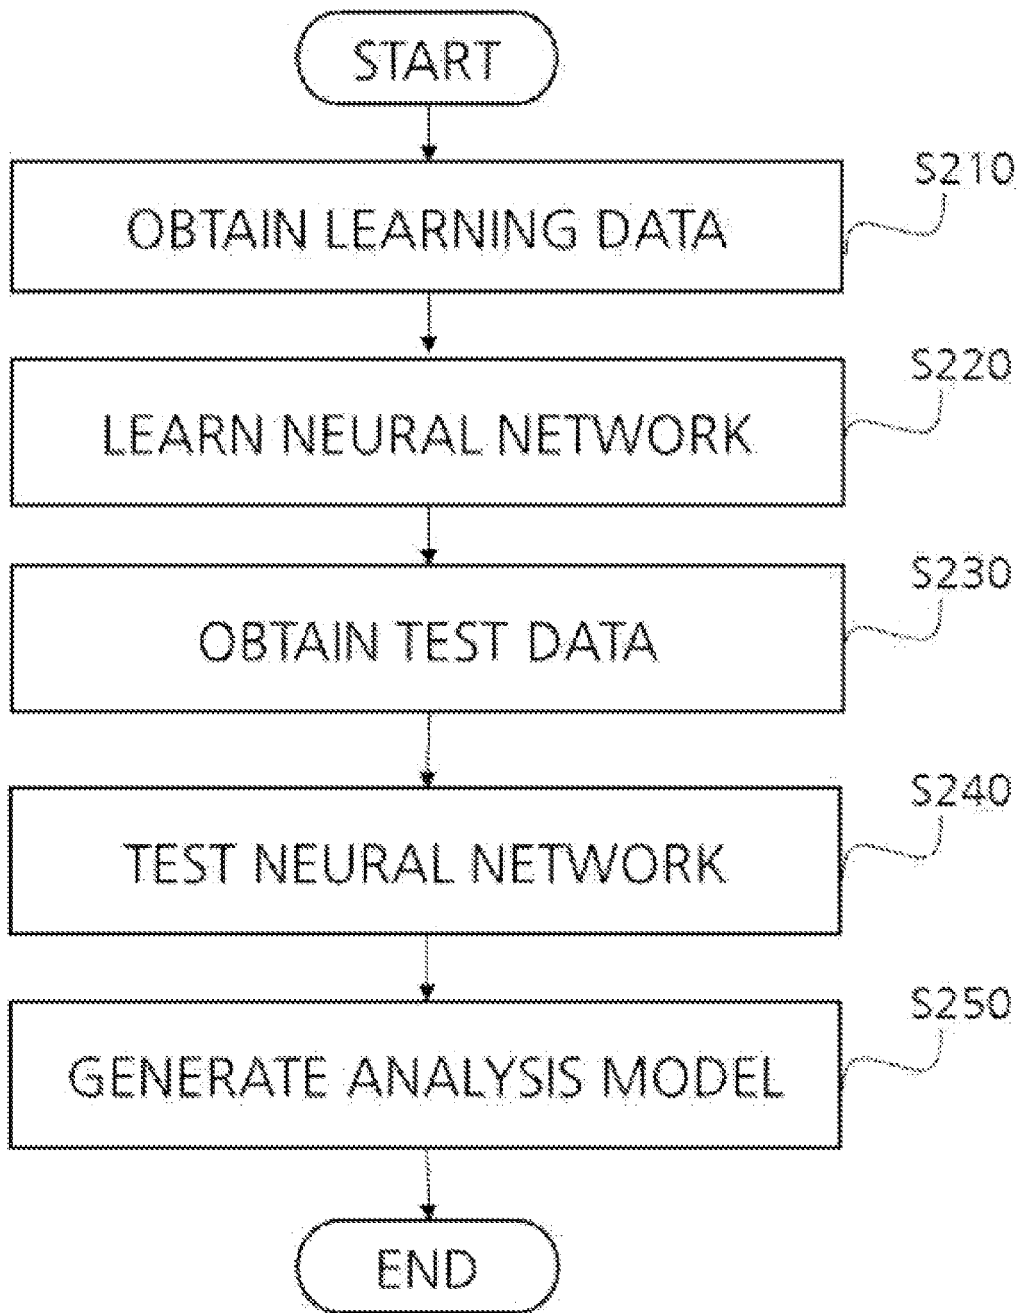 START
S210
OBTAIN LEARNING DATA
S220
LEARN NEURAL NETWORK
S230
OBTAIN TEST DATA
S240
TEST NEURAL NETWORK
S250
GENERATE ANALYSIS MODEL
END